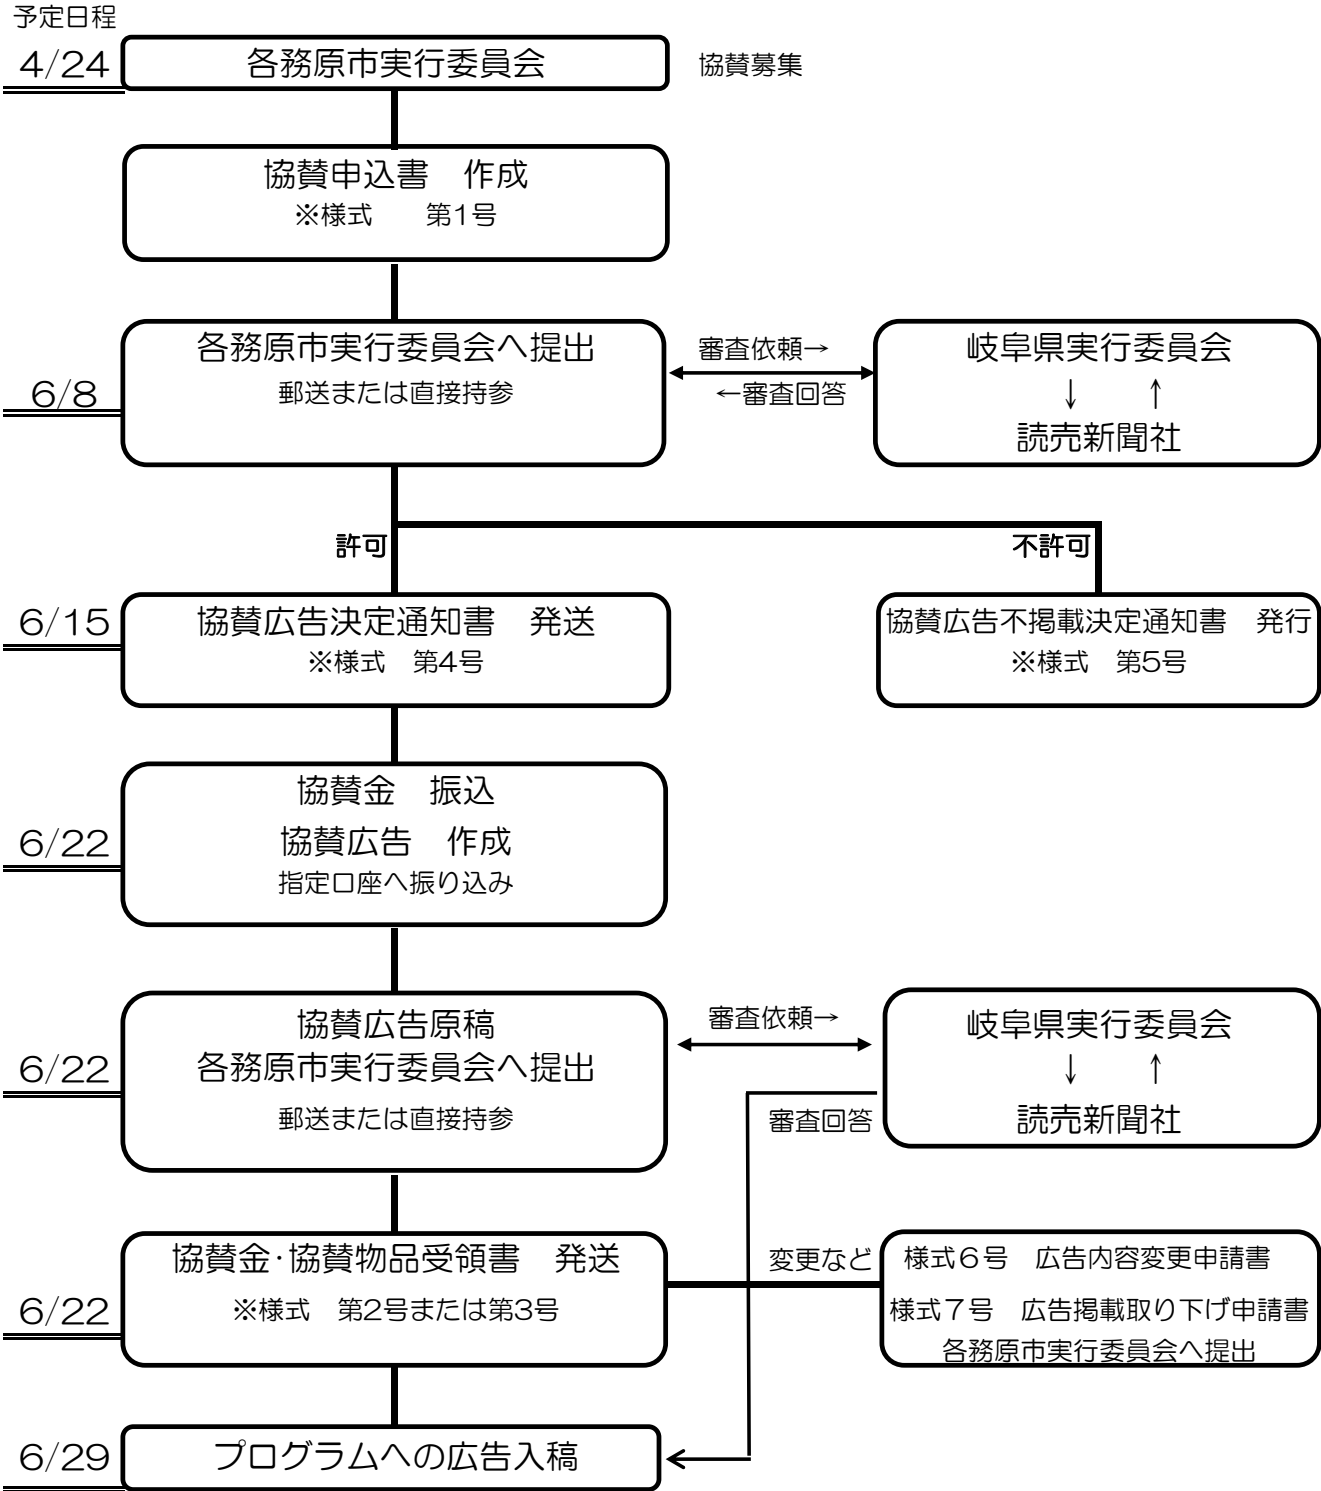 予定日程
4/24
各務原市実行委員会
協賛募集
協賛申込書　作成
※様式　　第1号
6/8
各務原市実行委員会へ提出
郵送または直接持参
審査依頼→
←審査回答
岐阜県実行委員会
↓　　↑
読売新聞社
許可
不許可
6/15
協賛広告決定通知書　発送
※様式　第4号
協賛広告不掲載決定通知書　発行
※様式　第5号
6/22
協賛金　振込
協賛広告　作成
指定口座へ振り込み
6/22
協賛広告原稿
各務原市実行委員会へ提出
郵送または直接持参
審査依頼→
審査回答
岐阜県実行委員会
↓　　↑
読売新聞社
6/22
協賛金・協賛物品受領書　発送
※様式　第2号または第3号
変更など
様式６号　広告内容変更申請書
様式７号　広告掲載取り下げ申請書
各務原市実行委員会へ提出
6/29
プログラムへの広告入稿